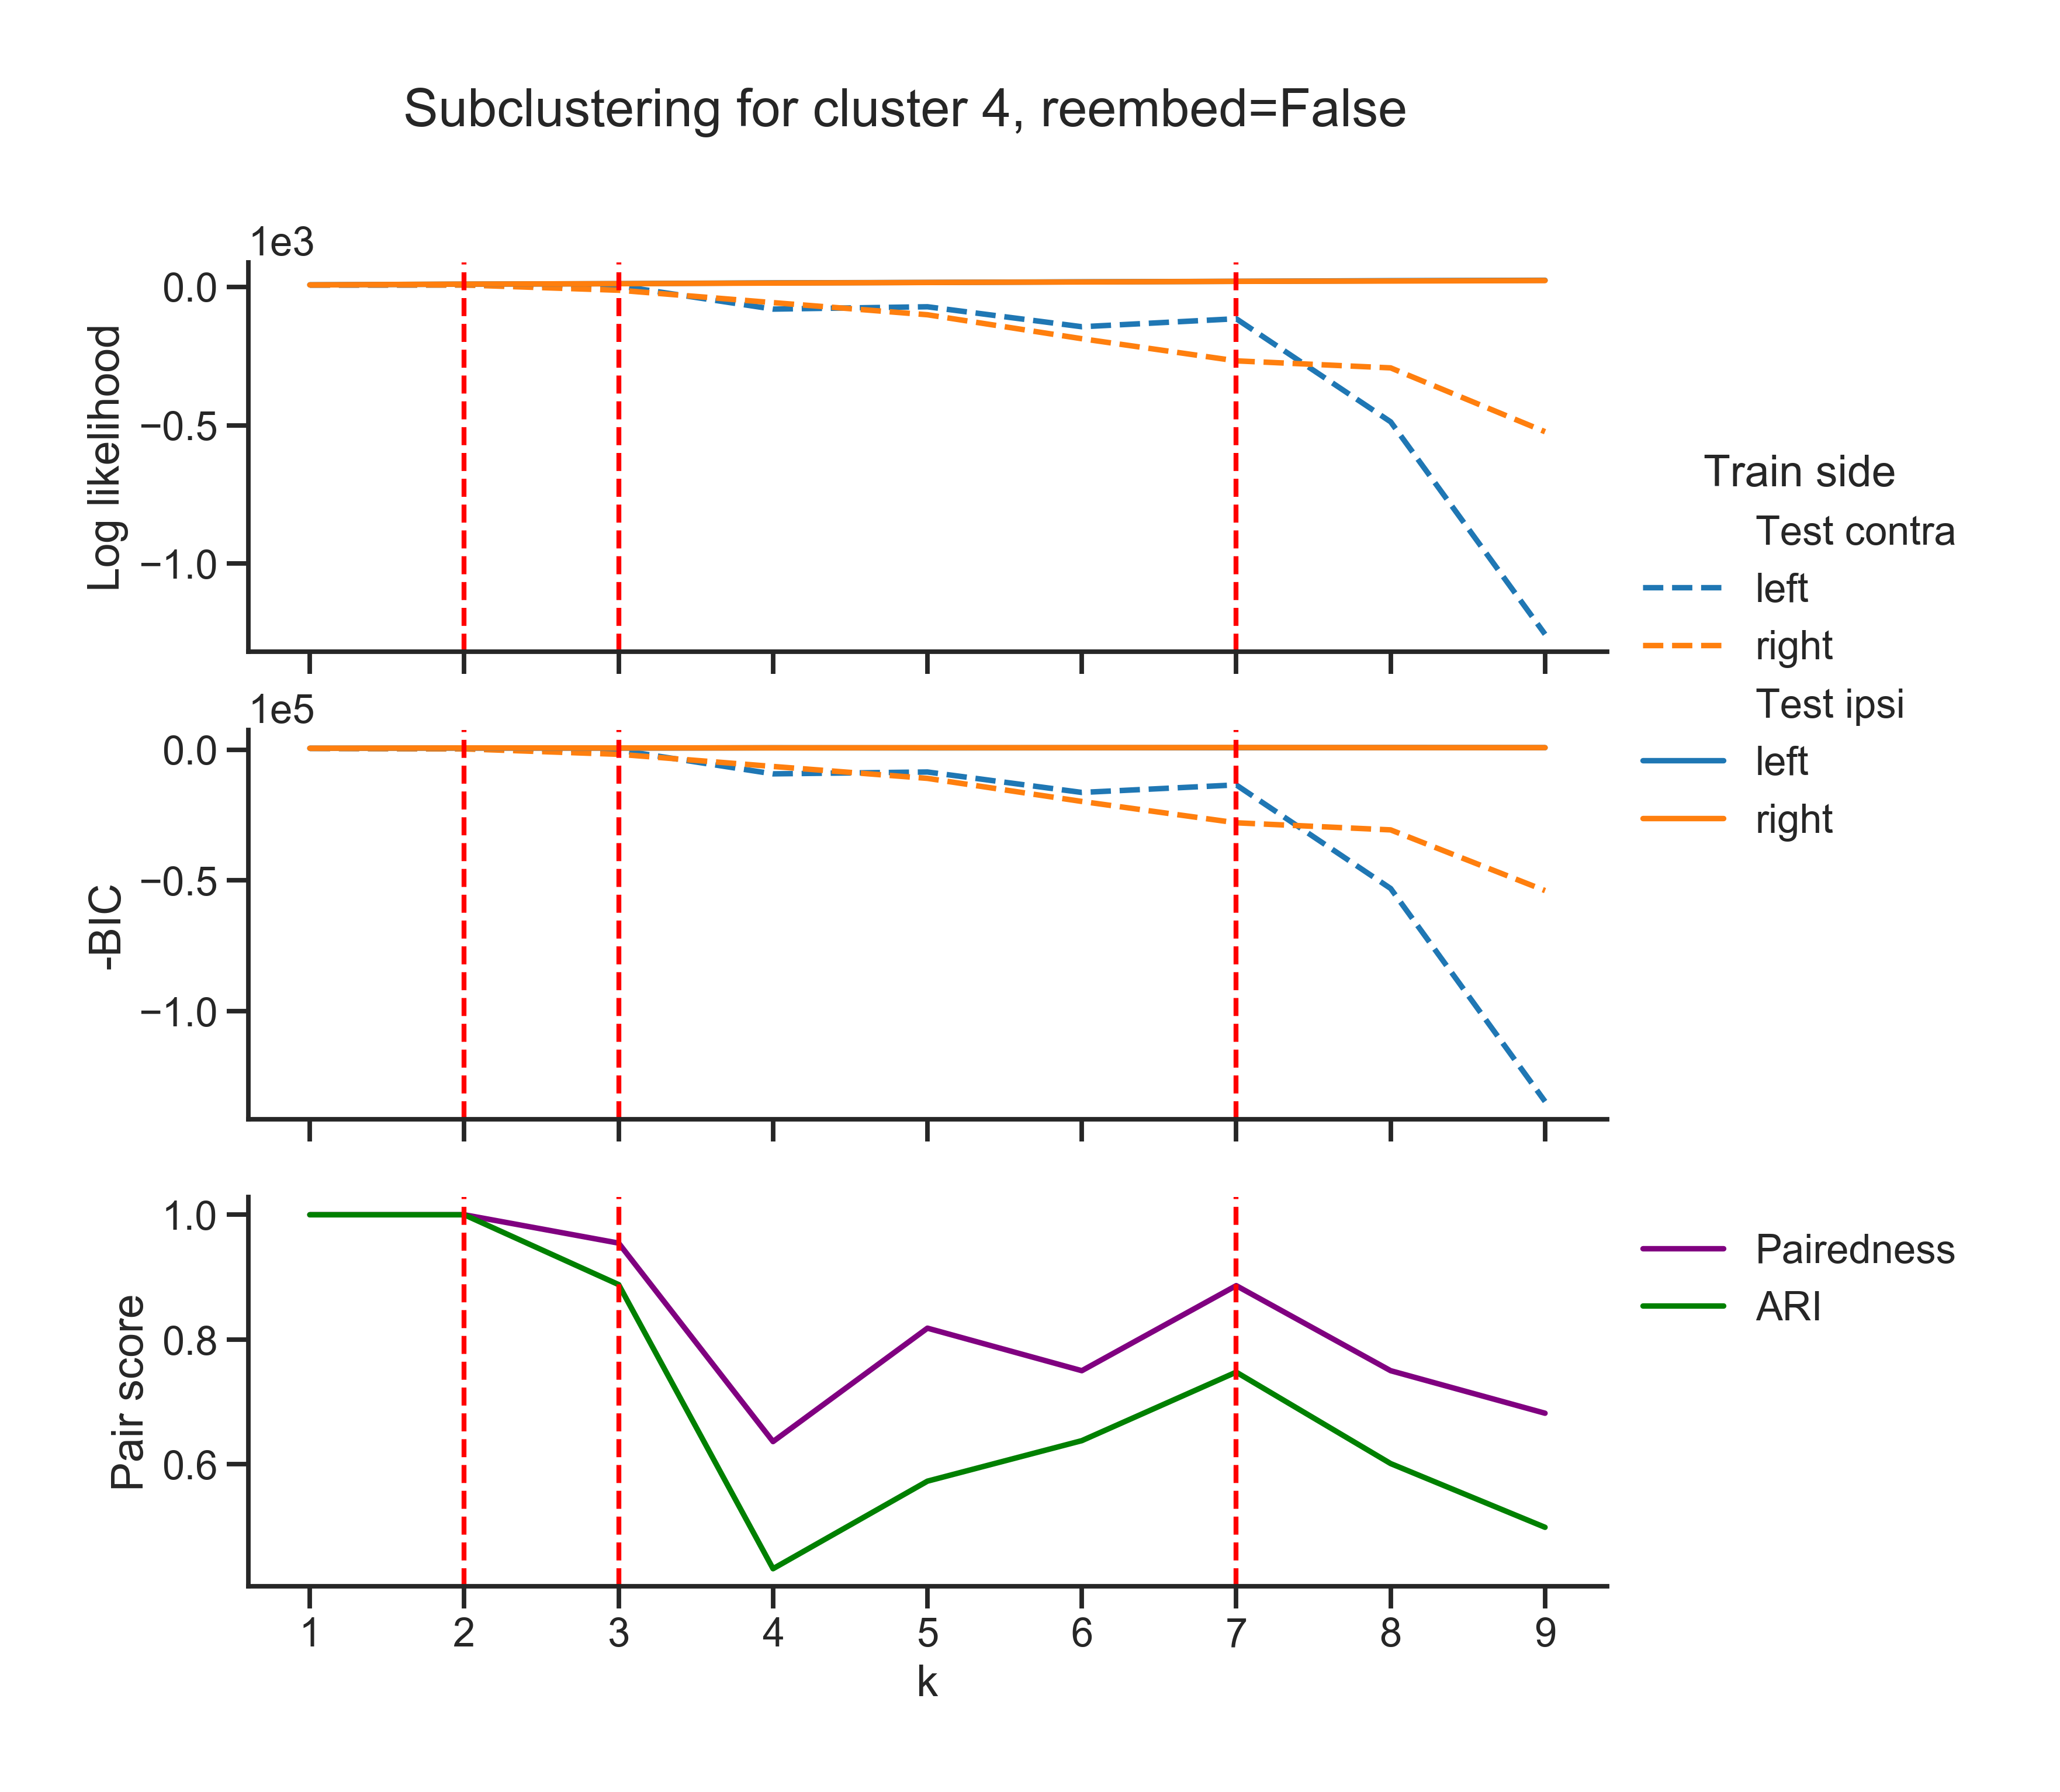 Subclustering for cluster 4, reembed=False
1e3
0.0
−0.5
−1.0
Log likelihood
Train side
Test contra
left
right
Test ipsi
left
right
1e5
0.0
−0.5
−1.0
-BIC
1.0
0.8
0.6
Pair score
Pairedness
ARI
1 2 3 4 5 6 7 8 9
k